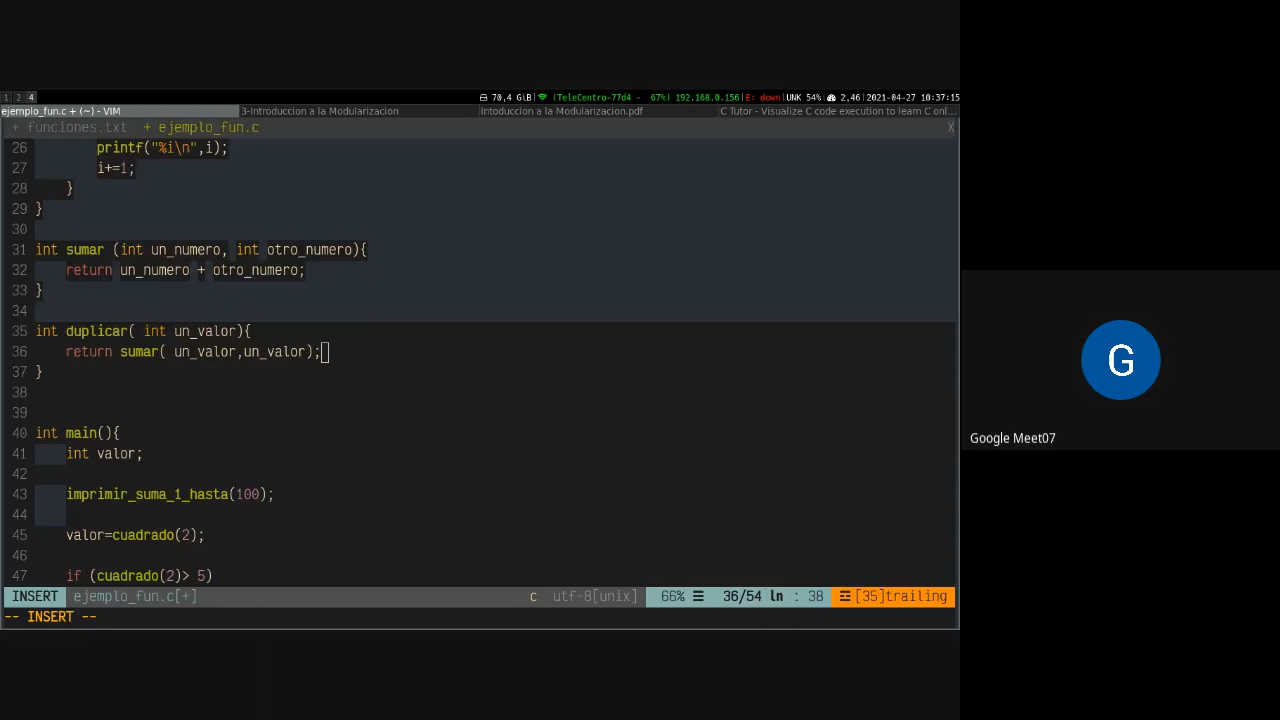 1 2 4 70,4 GiB (TeleCentro-77d4 - 67%) 192.168.0.156 E: down UNK 54% 2,46 2021-04-27 10:37:15
ejemplo_fun.c + (~) - VIM 3-Introduccion a la Modularizacion Intoduccion a la Modularizacion.pdf C Tutor - Visualize C code execution to learn C onl...
+ funciones.txt + ejemplo_fun.c X
26 printf("%i\n",i);
27 i+=1;
28 }
29 }
30
31 int sumar (int un_numero, int otro_numero){
32 return un_numero + otro_numero;
33 }
34
35 int duplicar( int un_valor){
36 return sumar( un_valor,un_valor);
37 }
38
39
40 int main(){
41 int valor;
42
43 imprimir_suma_1_hasta(100);
44
45 valor=cuadrado(2);
46
47 if (cuadrado(2)> 5)
INSERT ejemplo_fun.c[+] c utf-8[unix] 66% ☰ 36/54 ln : 38 ☲ [35]trailing
-- INSERT --
G
Google Meet07